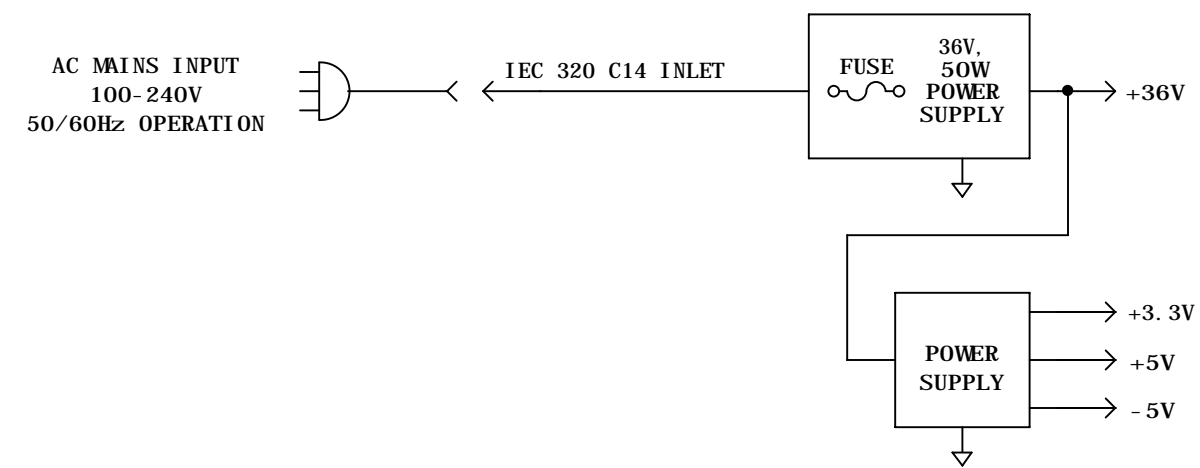 AC MAINS INPUT
100-240V
50/60Hz OPERATION
IEC 320 C14 INLET
FUSE
36V,
50W
POWER
SUPPLY
+36V
POWER
SUPPLY
+3.3V
+5V
-5V